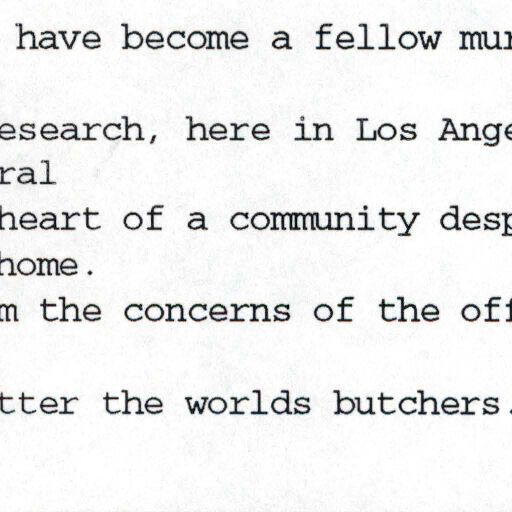 have become a fellow mur
esearch, here in Los Ange
ral
heart of a community desp
home.
m the concerns of the off
tter the worlds butchers.